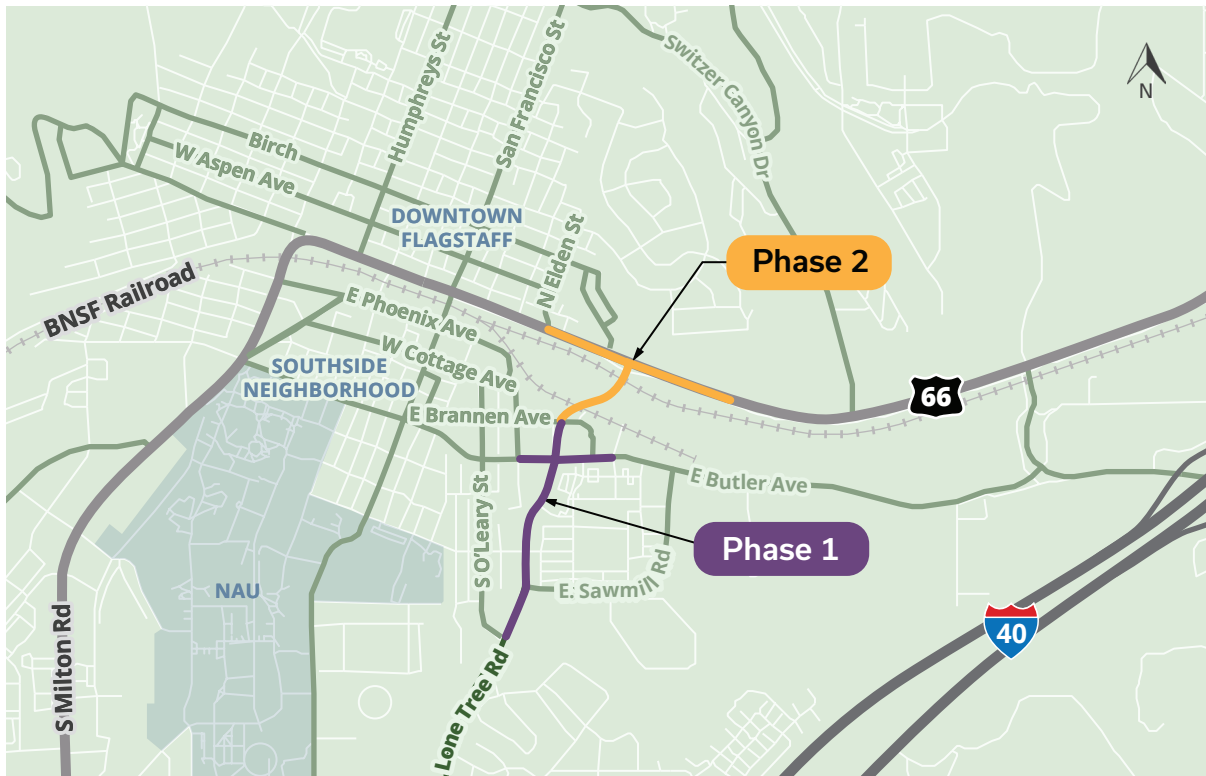 Humphreys St
San Francisco St
Switzer Canyon Dr
N
Birch
W Aspen Ave
DOWNTOWN
FLAGSTAFF
N Elden St
Phase 2
BNSF Railroad
E Phoenix Ave
W Cottage Ave
SOUTHSIDE
NEIGHBORHOOD
66
E Brannen Ave
E Butler Ave
S O'Leary St
Phase 1
E. Sawmill Rd
NAU
40
S Milton Rd
Lone Tree Rd